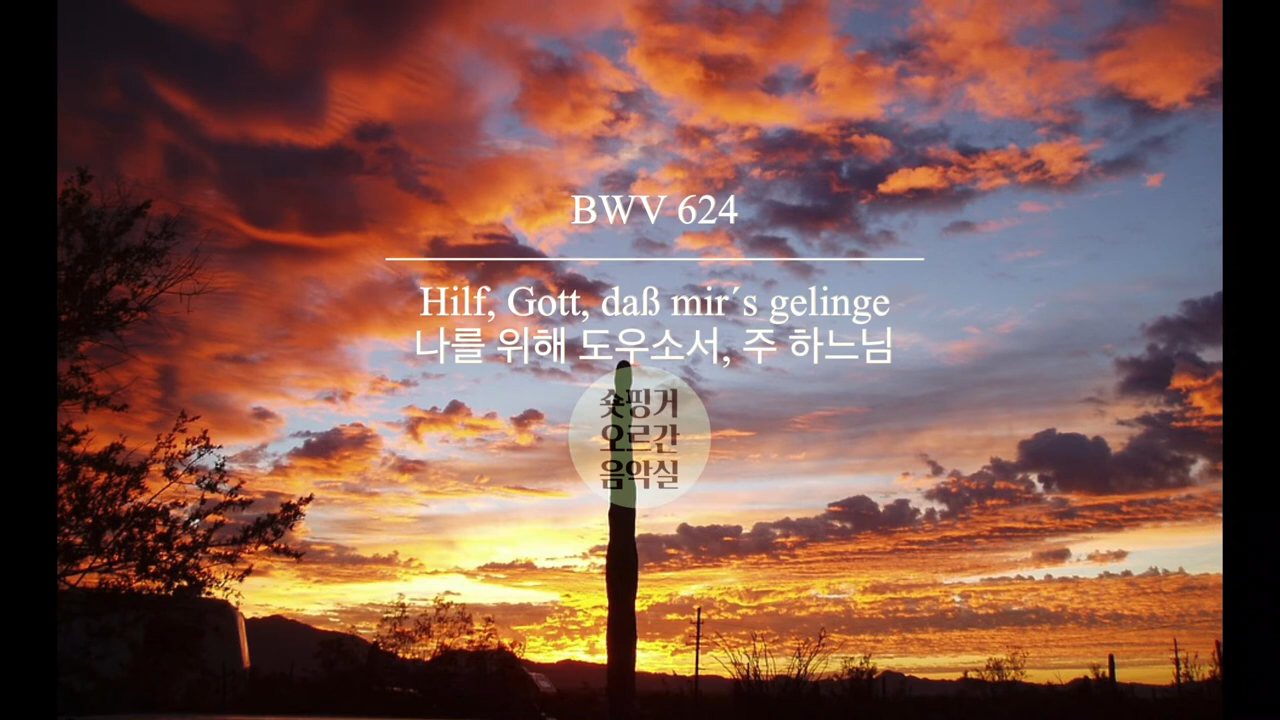 BWV 624
Hilf, Gott, daß mir´s gelinge
나를 위해 도우소서, 주 하느님
숏핑거
오르간
음악실